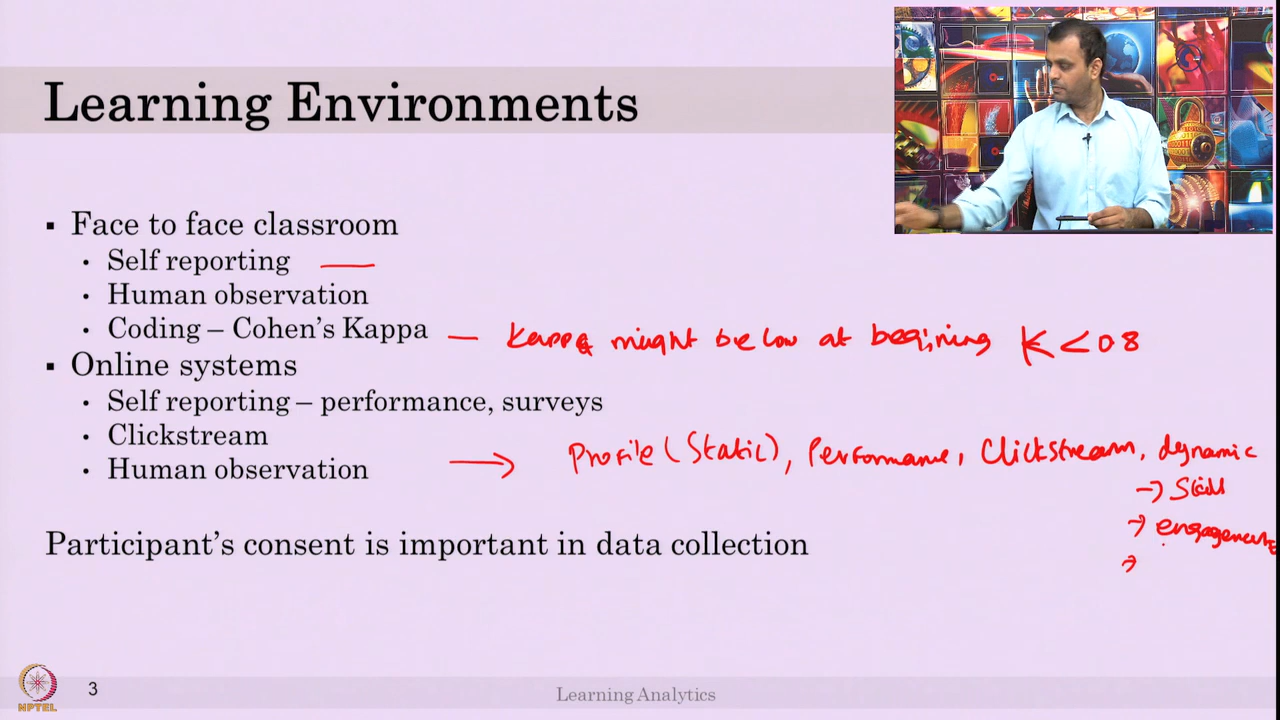 Learning Environments
Face to face classroom
Self reporting
Human observation
Coding – Cohen's Kappa
Kappa might be low at begining K < 0 8
Online systems
Self reporting – performance, surveys
Clickstream
Human observation
→ Profile (Static), Performance, Clickstream, dynamic
→ Skill
→ engagement
→
Participant's consent is important in data collection
NPTEL
3
Learning Analytics